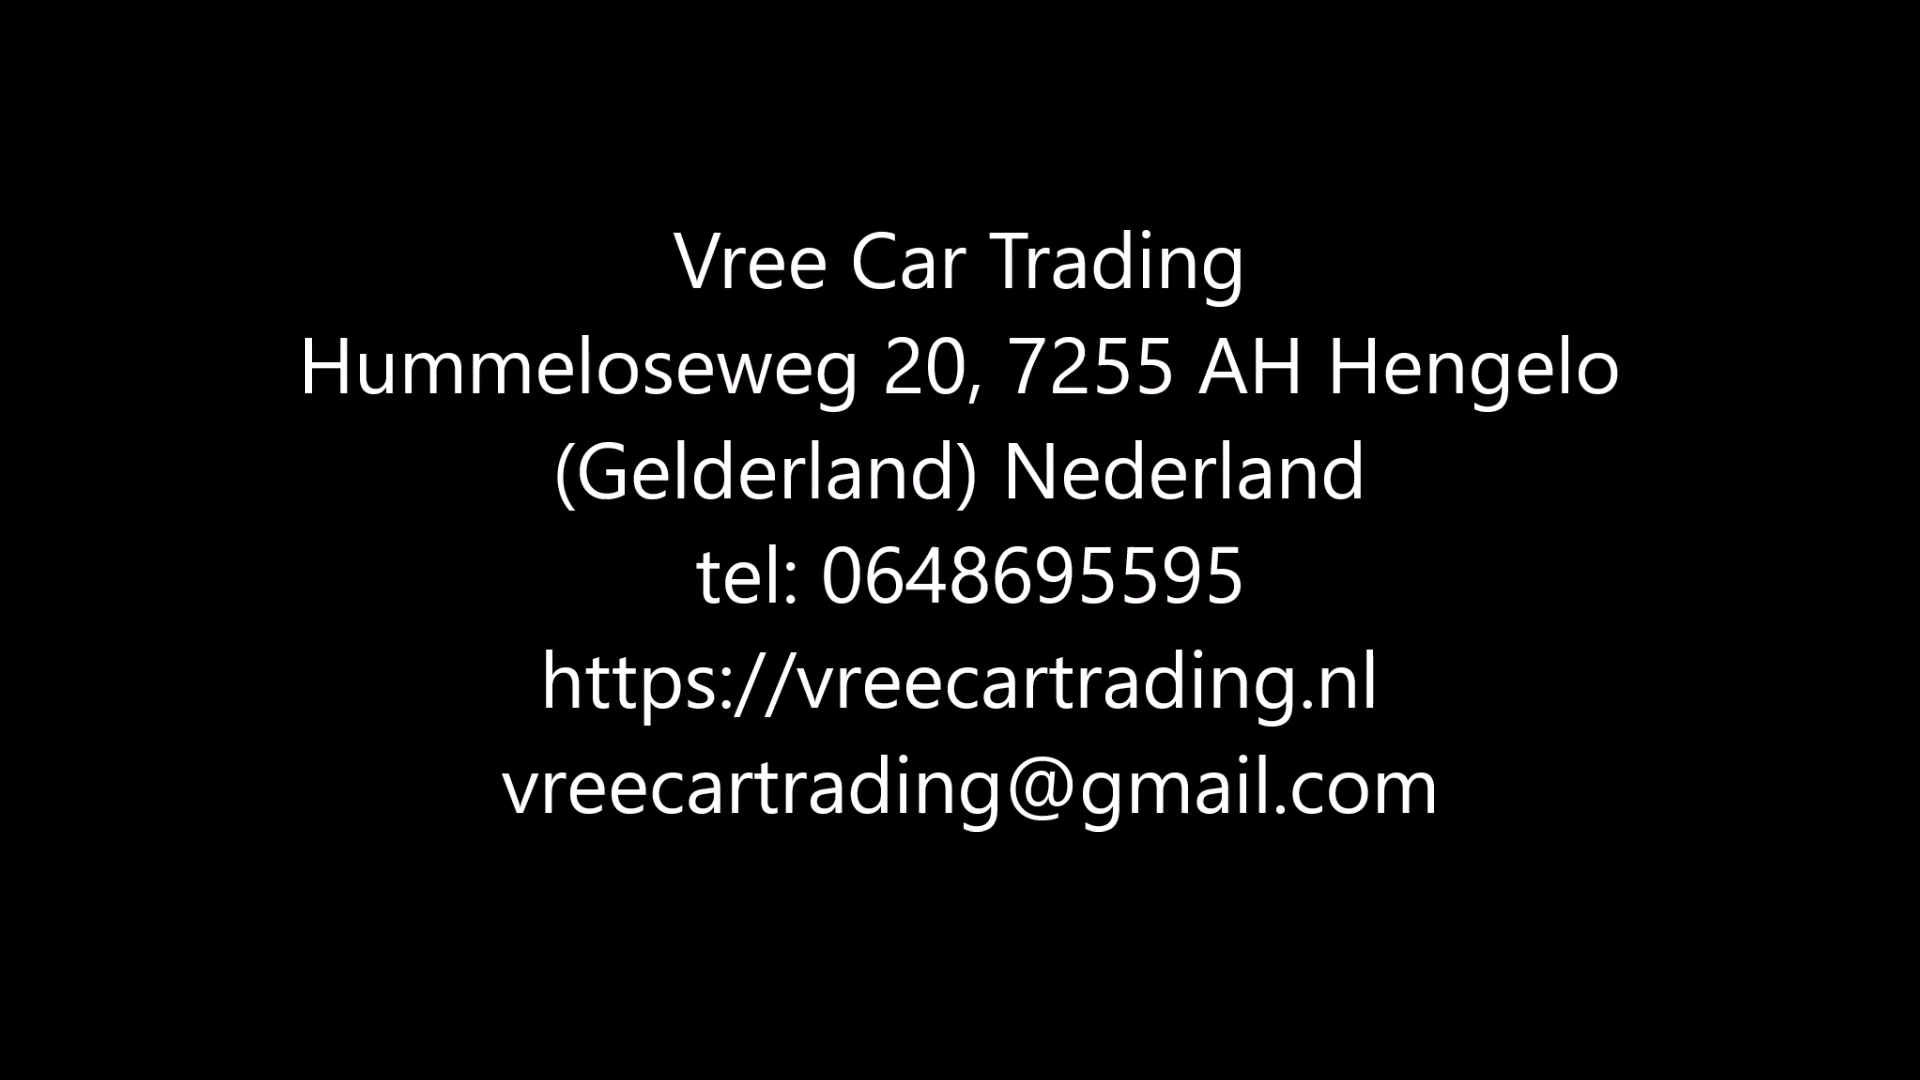 Vree Car Trading
Hummeloseweg 20, 7255 AH Hengelo
(Gelderland) Nederland
tel: 0648695595
https://vreecartrading.nl
vreecartrading@gmail.com